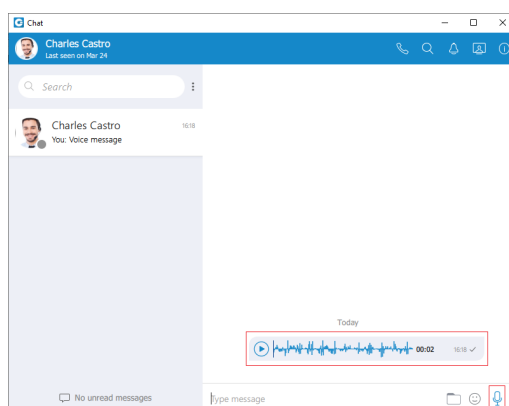 Chat
Charles Castro
Last seen on Mar 24
Search
Charles Castro
16:18
You: Voice message
Today
00:02
16:18
No unread messages
Type message